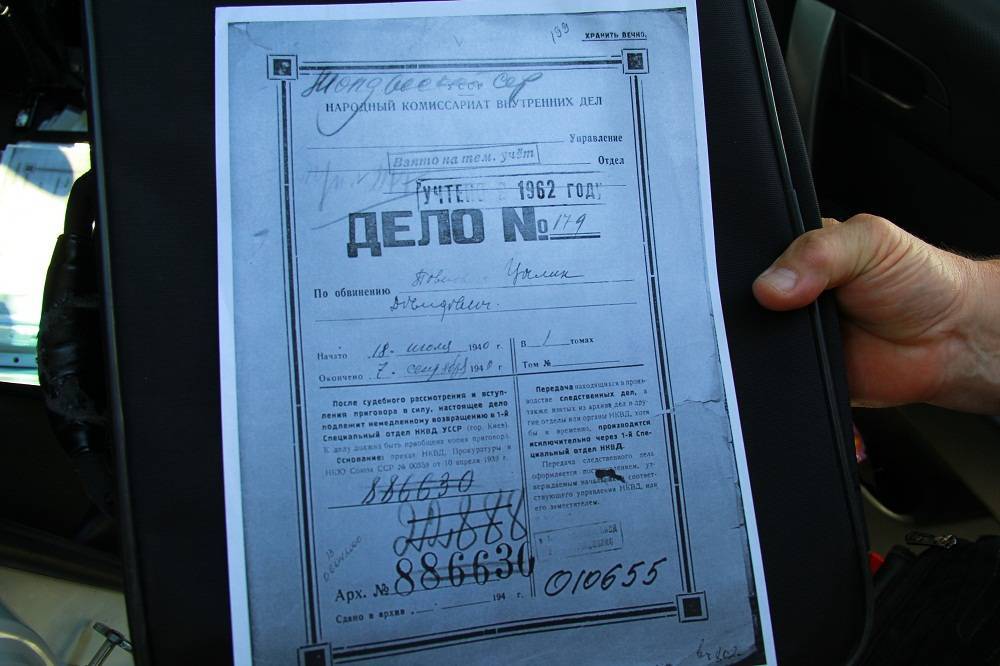 199
ХРАНИТЬ ВЕЧНО.
НАРОДНЫЙ КОМИССАРИАТ ВНУТРЕННИХ ДЕЛ
Управление
Взято на тем. учёт
Отдел
УЧТЕНО В 1962 ГОДУ
ДЕЛО № 179
По обвинению
Довидович.
Начато 18 июля 1940 г.
Окончено 7 сентября 1940 г.
В 1 томах
Том №
После судебного рассмотрения и вступ-
ления приговора в силу, настоящее дело
подлежит немедленному возвращению в 1-й
Специальный отдел НКВД УССР (гор. Киев).
К делу должна быть приобщена копия приговора.
Основание: приказ НКВД, Прокуратуры и
НКЮ Союза ССР № 00358 от 10 апреля 1939 г.
Передача находящихся в произ-
водстве следственных дел, а
также взятых из архива дел в дру-
гие отделы или органы НКВД, хотя
бы и временно, производится
исключительно через 1-й Спе-
циальный отдел НКВД.
Передача следственного дела
оформляется ут-
верждаемым соответ-
ствующего управления НКВД, или
его заместителем.
886630
Арх. № 886630
010655
Сдано в архив 194 г.